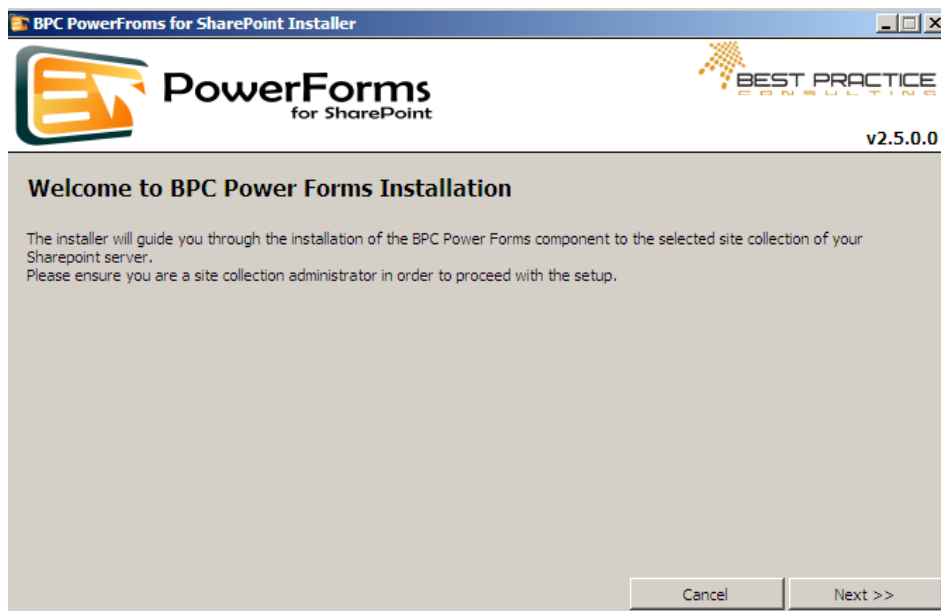 BPC PowerFroms for SharePoint Installer
PowerForms
for SharePoint
BEST PRACTICE
CONSULTING
v2.5.0.0
Welcome to BPC Power Forms Installation
The installer will guide you through the installation of the BPC Power Forms component to the selected site collection of your
Sharepoint server.
Please ensure you are a site collection administrator in order to proceed with the setup.
Cancel
Next >>